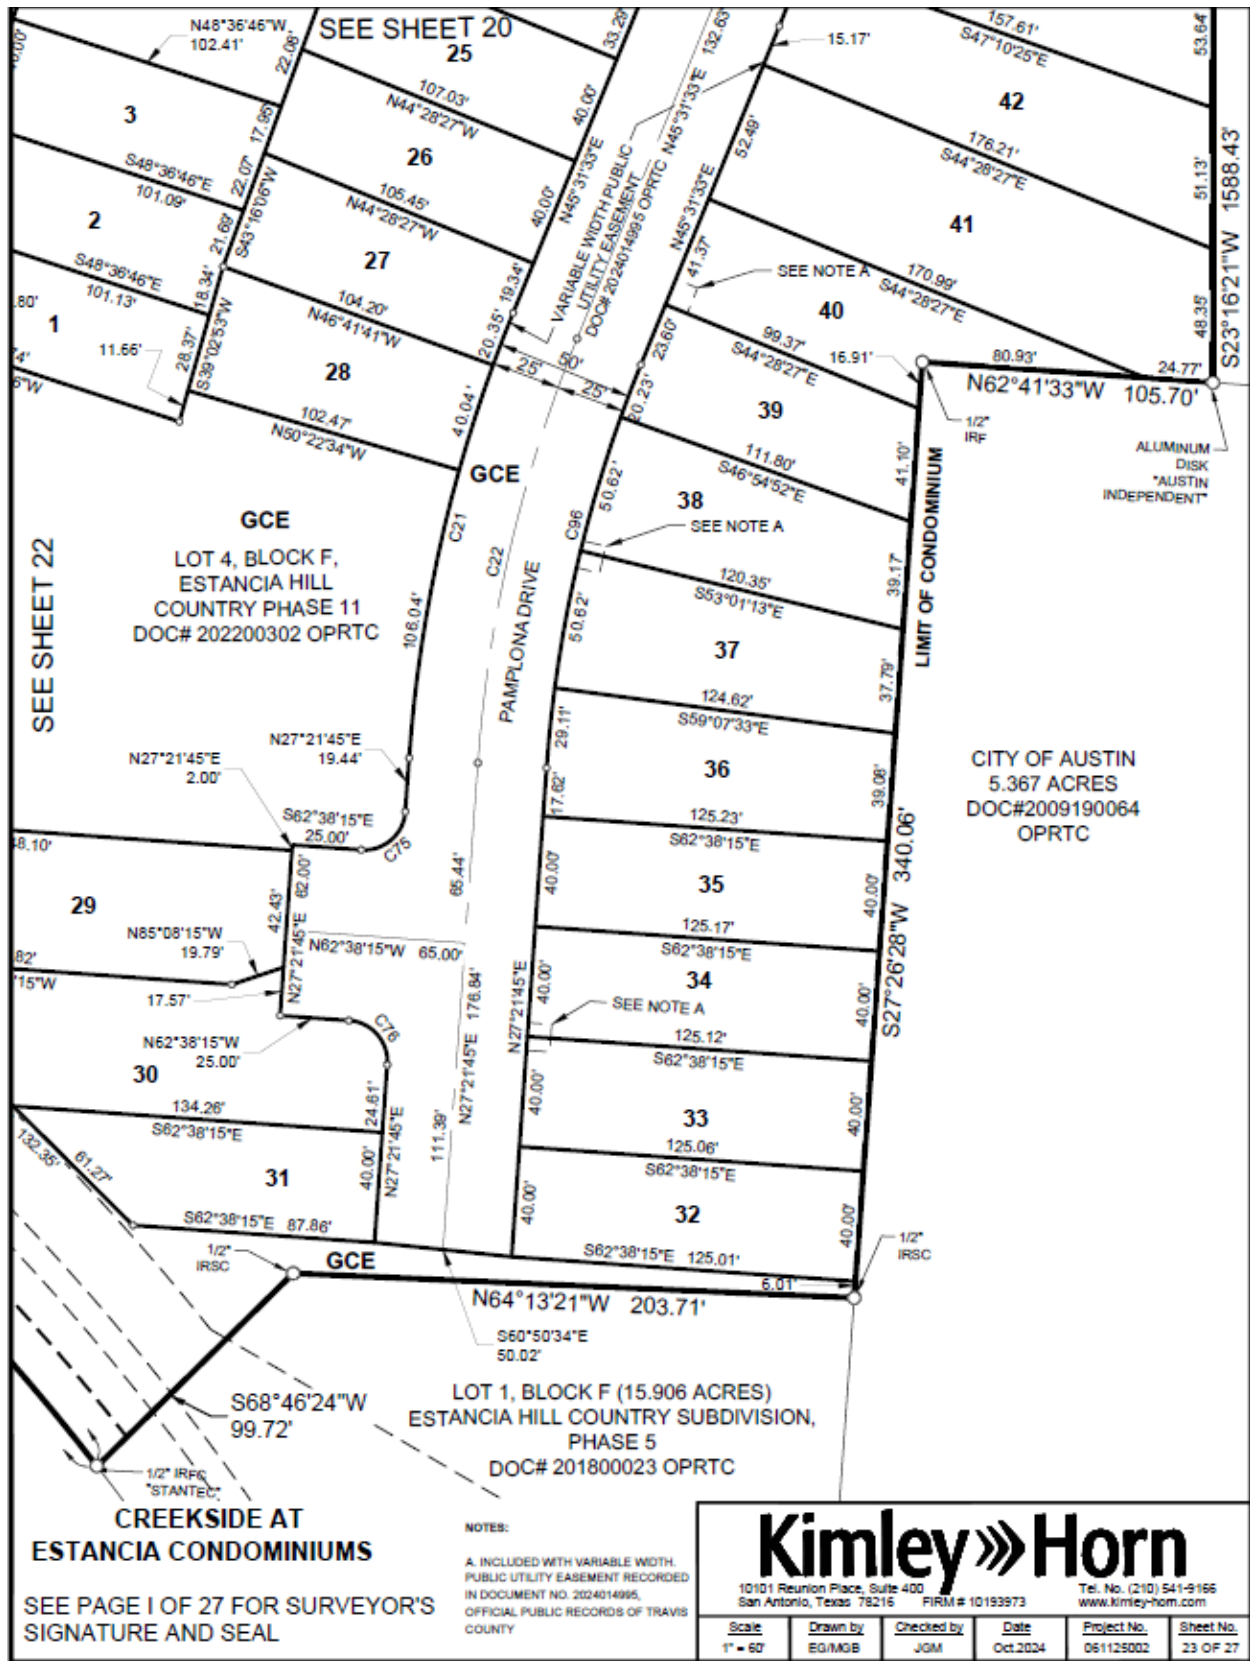 SEE SHEET 20
N48°36'46"W
102.41'
22.08'
17.95'
3
S48°36'46"E
101.09'
22.07'
21.69'
S43°16'06"W
2
S48°36'46"E
101.13'
18.34'
28.37'
S39°02'53"W
.80'
1
11.66'
6"W
25
33.29'
107.03'
N44°28'27"W
40.00'
26
105.45'
N44°28'27"W
40.00'
N45°31'33"E
27
19.34'
104.20'
N46°41'41"W
20.35'
28
40.04'
102.47'
N50°22'34"W
132.63'
N45°31'33"E
VARIABLE WIDTH PUBLIC
UTILITY EASEMENT
DOC# 2024014995 OPRTC
50'
25'
25'
15.17'
157.61'
S47°10'25"E
53.64'
42
176.21'
S44°28'27"E
52.49'
51.13'
S23°16'21"W 1588.43'
N45°31'33"E
41.37'
41
170.99'
S44°28'27"E
48.35'
SEE NOTE A
40
99.37'
S44°28'27"E
16.91'
23.60'
80.93'
24.77'
N62°41'33"W 105.70'
1/2"
IRF
ALUMINUM
DISK
"AUSTIN
INDEPENDENT"
20.23'
39
111.80'
S46°54'52"E
41.10'
LIMIT OF CONDOMINIUM
50.62'
38
SEE NOTE A
C96
120.35'
S53°01'13"E
39.17'
GCE
C21
C22
PAMPLONA DRIVE
GCE
LOT 4, BLOCK F,
ESTANCIA HILL
COUNTRY PHASE 11
DOC# 202200302 OPRTC
SEE SHEET 22
106.04'
50.62'
37
124.62'
S59°07'33"E
37.79'
29.11'
36
39.08'
17.62'
125.23'
S62°38'15"E
CITY OF AUSTIN
5.367 ACRES
DOC#2009190064
OPRTC
S27°26'28"W 340.06'
N27°21'45"E
19.44'
N27°21'45"E
2.00'
S62°38'15"E
25.00'
C75
62.00'
65.44'
40.00'
35
125.17'
S62°38'15"E
40.00'
29
42.43'
N85°08'15"W
19.79'
N27°21'45"E
N62°38'15"W 65.00'
82'
'15"W
17.57'
176.84'
N27°21'45"E
40.00'
34
SEE NOTE A
125.12'
S62°38'15"E
40.00'
C76
N62°38'15"W
25.00'
30
134.26'
S62°38'15"E
24.61'
N27°21'45"E
N27°21'45"E
111.39'
40.00'
33
125.06'
S62°38'15"E
40.00'
132.35'
61.27'
31
40.00'
S62°38'15"E 87.86'
40.00'
32
S62°38'15"E 125.01'
40.00'
1/2"
IRSC
1/2"
IRSC
GCE
6.01'
N64°13'21"W 203.71'
S60°50'34"E
50.02'
S68°46'24"W
99.72'
LOT 1, BLOCK F (15.906 ACRES)
ESTANCIA HILL COUNTRY SUBDIVISION,
PHASE 5
DOC# 201800023 OPRTC
1/2" IRFC
"STANTEC"
CREEKSIDE AT
ESTANCIA CONDOMINIUMS
SEE PAGE I OF 27 FOR SURVEYOR'S
SIGNATURE AND SEAL
NOTES:
A. INCLUDED WITH VARIABLE WIDTH.
PUBLIC UTILITY EASEMENT RECORDED
IN DOCUMENT NO. 2024014995,
OFFICIAL PUBLIC RECORDS OF TRAVIS
COUNTY
Kimley»Horn
10101 Reunion Place, Suite 400
San Antonio, Texas 78216 FIRM # 10193973
Tel. No. (210) 541-9166
www.kimley-horn.com
Scale Drawn by Checked by Date Project No. Sheet No.
1" = 60' EG/MGB JGM Oct.2024 061125002 23 OF 27